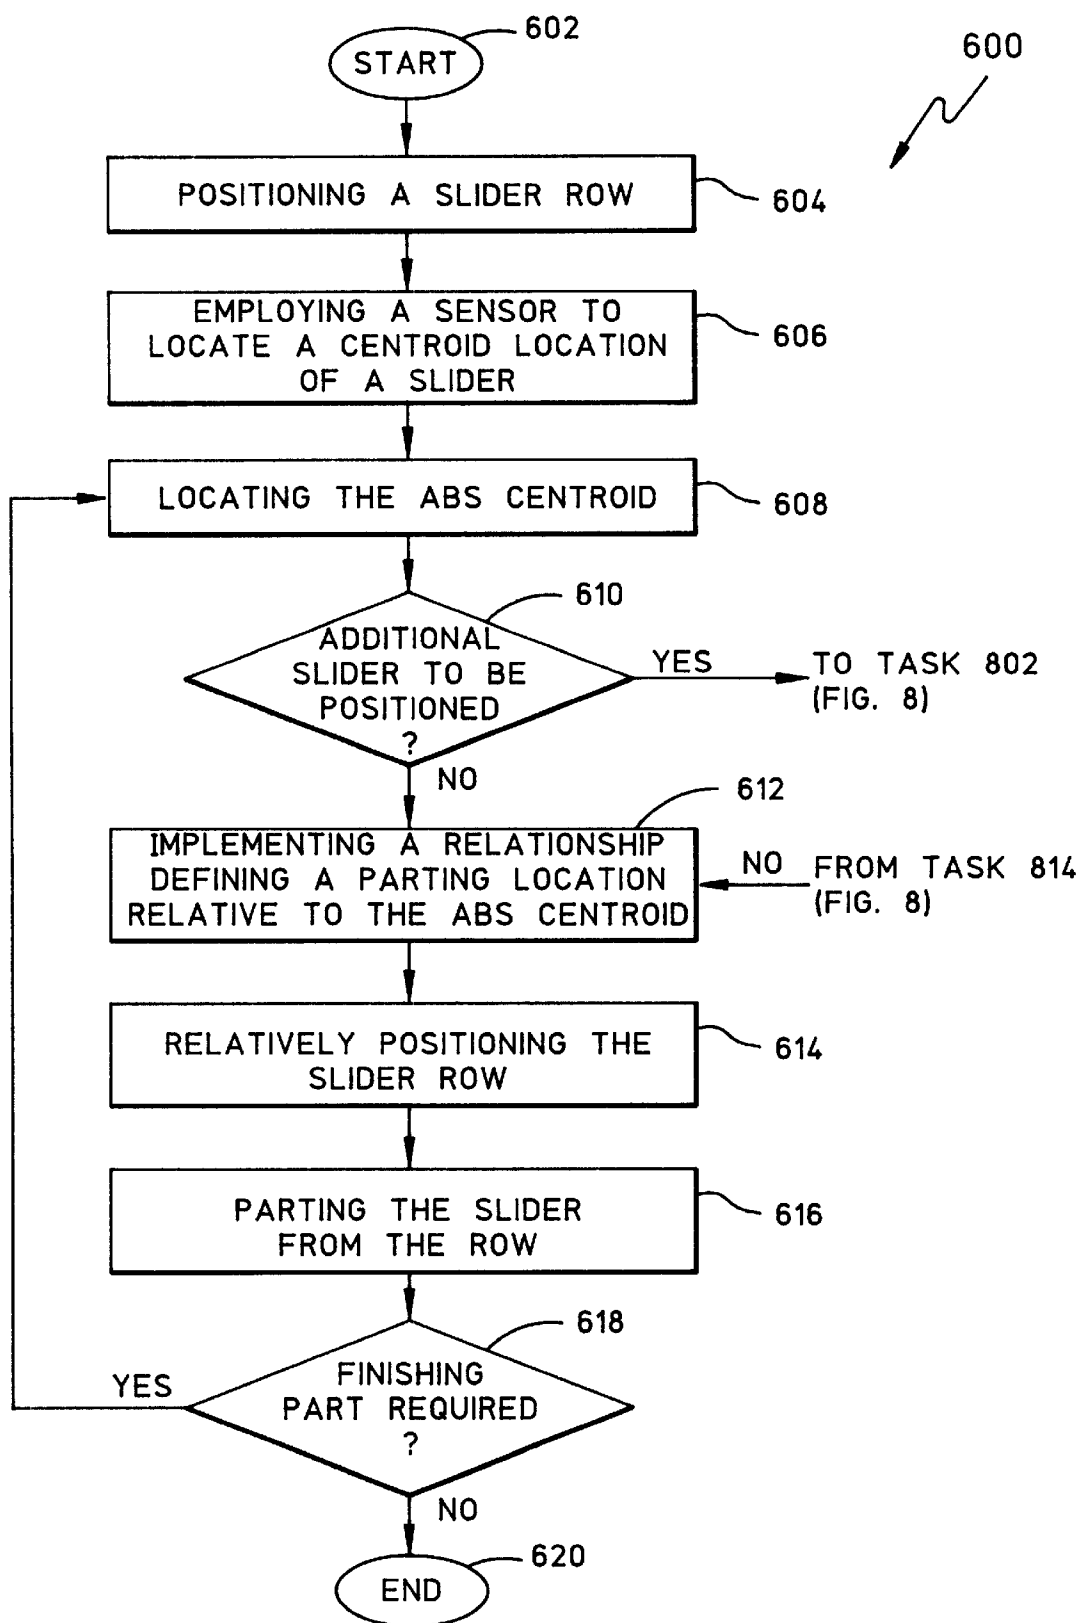 602
START
600
POSITIONING A SLIDER ROW
604
EMPLOYING A SENSOR TO
LOCATE A CENTROID LOCATION
OF A SLIDER
606
LOCATING THE ABS CENTROID
608
610
ADDITIONAL
SLIDER TO BE
POSITIONED
?
YES
TO TASK 802
(FIG. 8)
NO
612
IMPLEMENTING A RELATIONSHIP
DEFINING A PARTING LOCATION
RELATIVE TO THE ABS CENTROID
NO
FROM TASK 814
(FIG. 8)
RELATIVELY POSITIONING THE
SLIDER ROW
614
PARTING THE SLIDER
FROM THE ROW
616
618
FINISHING
PART REQUIRED
?
YES
NO
620
END